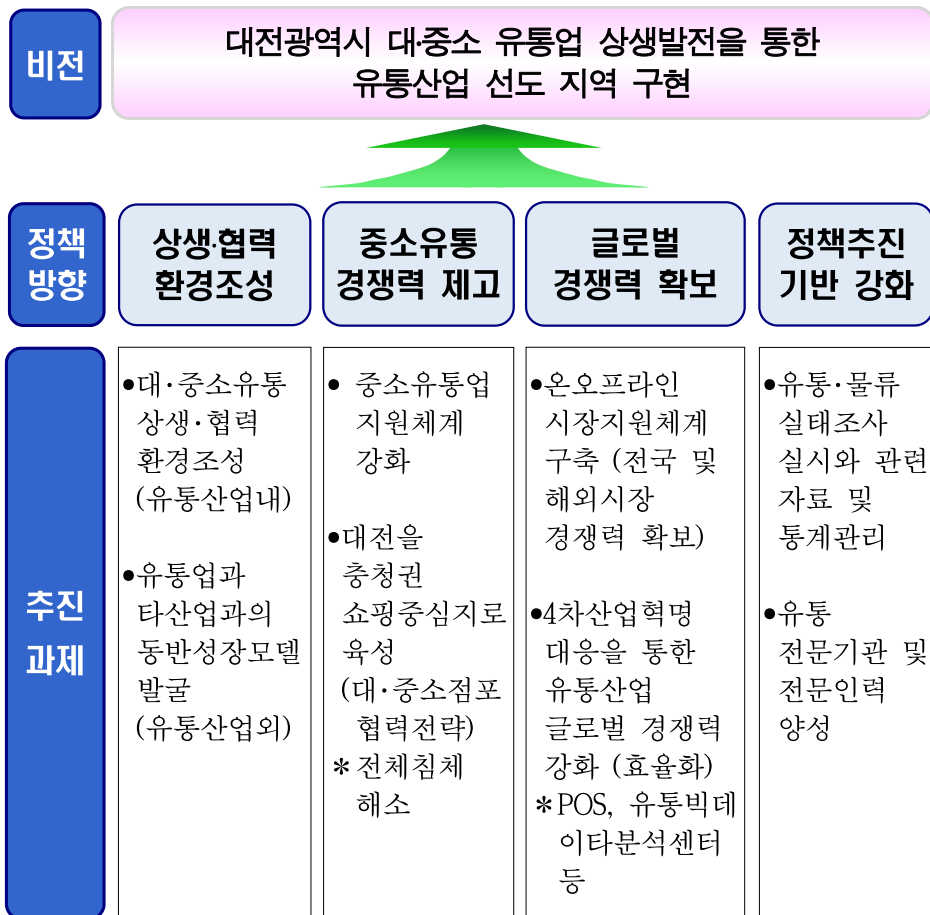 비전
대전광역시 대·중소 유통업 상생발전을 통한
유통산업 선도 지역 구현
정책
방향
상생·협력
환경조성
중소유통
경쟁력 제고
글로벌
경쟁력 확보
정책추진
기반 강화
추진
과제
•대·중소유통
상생·협력
환경조성
(유통산업내)
•유통업과
타산업과의
동반성장모델
발굴
(유통산업외)
• 중소유통업
지원체계
강화
•대전을
충청권
쇼핑중심지로
육성
(대·중소점포
협력전략)
* 전체침체
해소
•온오프라인
시장지원체계
구축 (전국 및
해외시장
경쟁력 확보)
•4차산업혁명
대응을 통한
유통산업
글로벌 경쟁력
강화 (효율화)
* POS, 유통빅데
이타분석센터
등
•유통·물류
실태조사
실시와 관련
자료 및
통계관리
•유통
전문기관 및
전문인력
양성